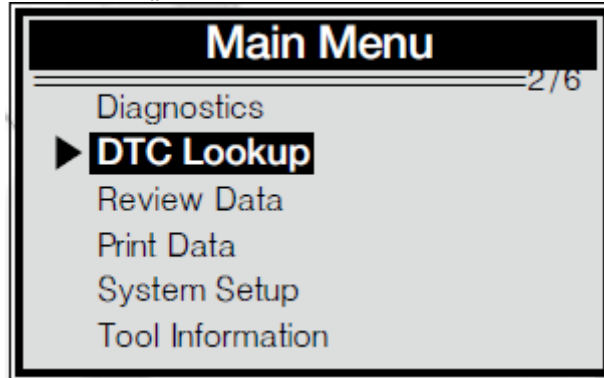 Main Menu
2/6
Diagnostics
DTC Lookup
Review Data
Print Data
System Setup
Tool Information